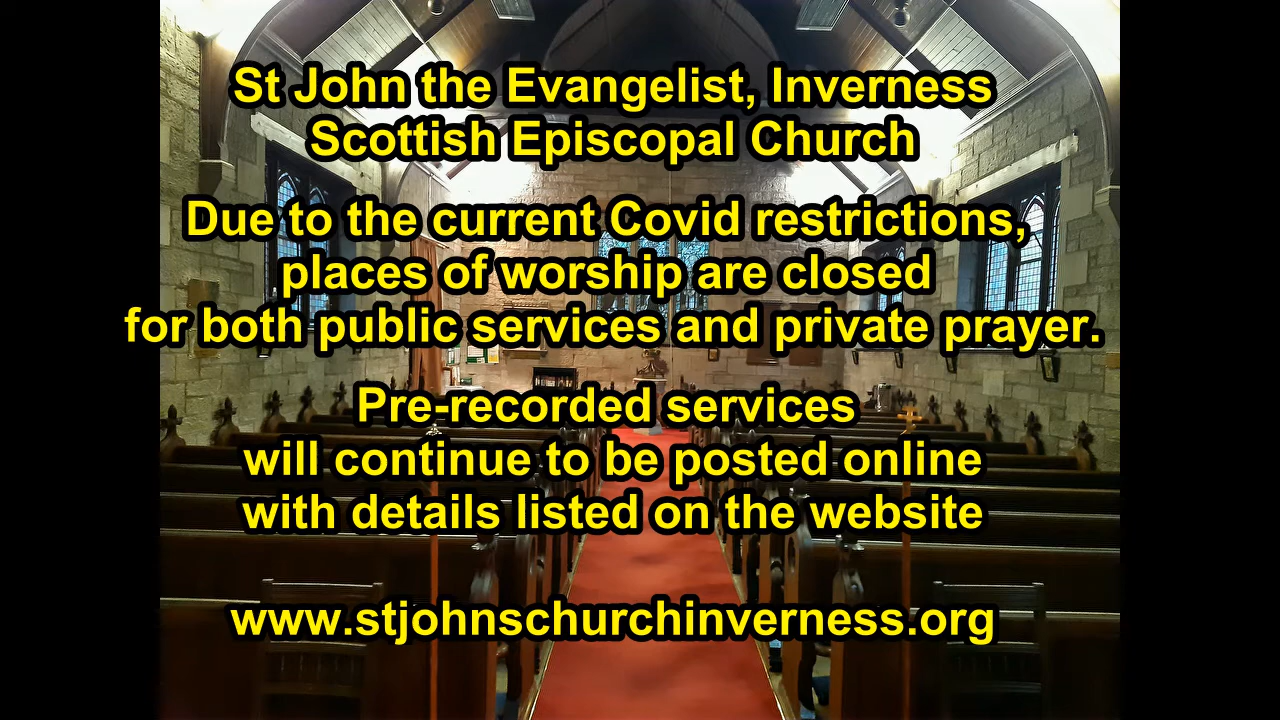 St John the Evangelist, Inverness
Scottish Episcopal Church
Due to the current Covid restrictions,
places of worship are closed
for both public services and private prayer.
Pre-recorded services
will continue to be posted online
with details listed on the website
www.stjohnschurchinverness.org